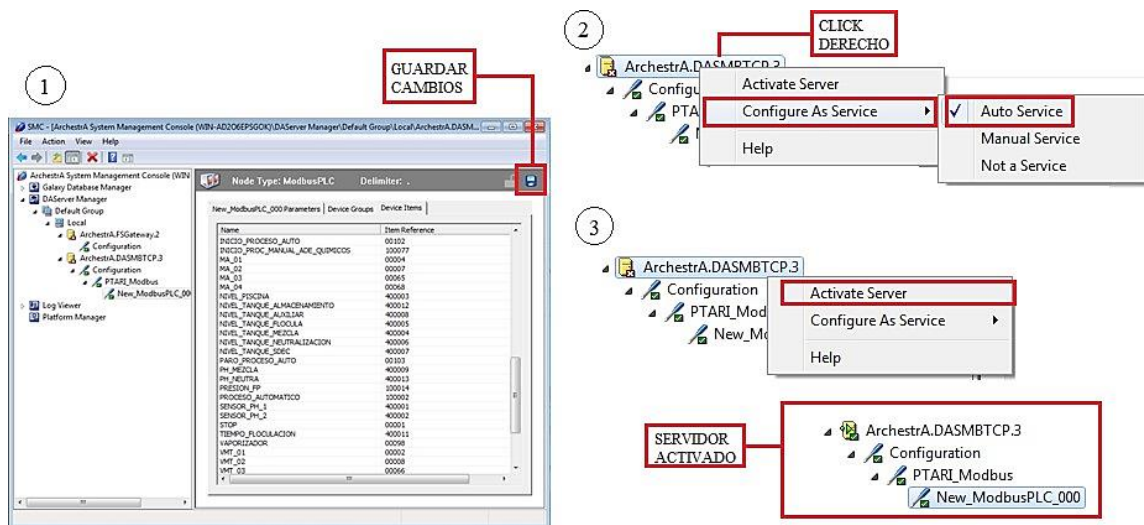 1
GUARDAR
CAMBIOS
SMC - [ArchestrA System Management Console (WIN-AD2O6EPSGOK)\DAServer Manager\Default Group\Local\ArchestrA.DASM...
File Action View Help
ArchestrA System Management Console (WIN
Galaxy Database Manager
DAServer Manager
Default Group
Local
ArchestrA.FSGateway.2
Configuration
ArchestrA.DASMBTCP.3
Configuration
PTARI_Modbus
New_ModbusPLC_00
Log Viewer
Platform Manager
Node Type: ModbusPLC Delimiter: .
New_ModbusPLC_000 Parameters Device Groups Device Items
Name Item Reference
INICIO_PROCESO_AUTO 00102
INICIO_PROC_MANUAL_ADE_QUIMICOS 100077
MA_01 00004
MA_02 00007
MA_03 00065
MA_04 00068
NIVEL_PISCINA 400003
NIVEL_TANQUE_ALMACENAMIENTO 400012
NIVEL_TANQUE_AUXILIAR 400008
NIVEL_TANQUE_FLOCULA 400005
NIVEL_TANQUE_MEZCLA 400004
NIVEL_TANQUE_NEUTRALIZACION 400006
NIVEL_TANQUE_SDEC 400007
PARO_PROCESO_AUTO 00103
PH_MEZCLA 400009
PH_NEUTRA 400013
PRESION_FP 100014
PROCESO_AUTOMATICO 100002
SENSOR_PH_1 400001
SENSOR_PH_2 400002
STOP 00001
TIEMPO_FLOCULACION 400011
VAPORIZADOR 00098
VMT_01 00002
VMT_02 00008
VMT_03 00066
2
CLICK
DERECHO
ArchestrA.DASMBTCP.3
Configu
PTA
Activate Server
Configure As Service
Help
Auto Service
Manual Service
Not a Service
3
ArchestrA.DASMBTCP.3
Configuration
PTARI_Mod
New_Mo
Activate Server
Configure As Service
Help
SERVIDOR
ACTIVADO
ArchestrA.DASMBTCP.3
Configuration
PTARI_Modbus
New_ModbusPLC_000